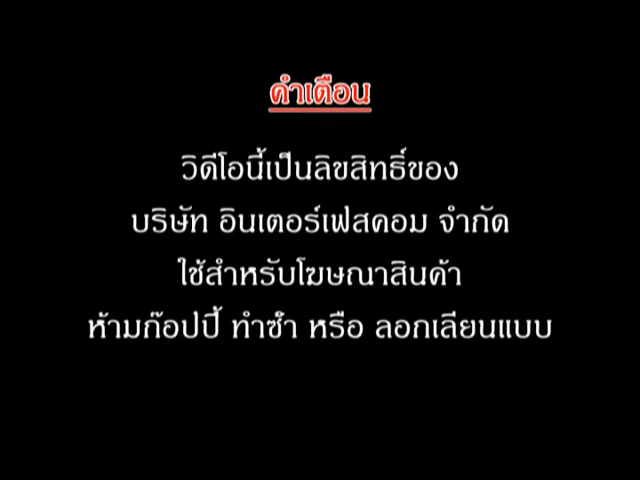 คำเตือน
วิดีโอนี้เป็นลิขสิทธิ์ของ
บริษัท อินเตอร์เฟสคอม จำกัด
ใช้สำหรับโฆษณาสินค้า
ห้ามก๊อปปี้ ทำซ้ำ หรือ ลอกเลียนแบบ